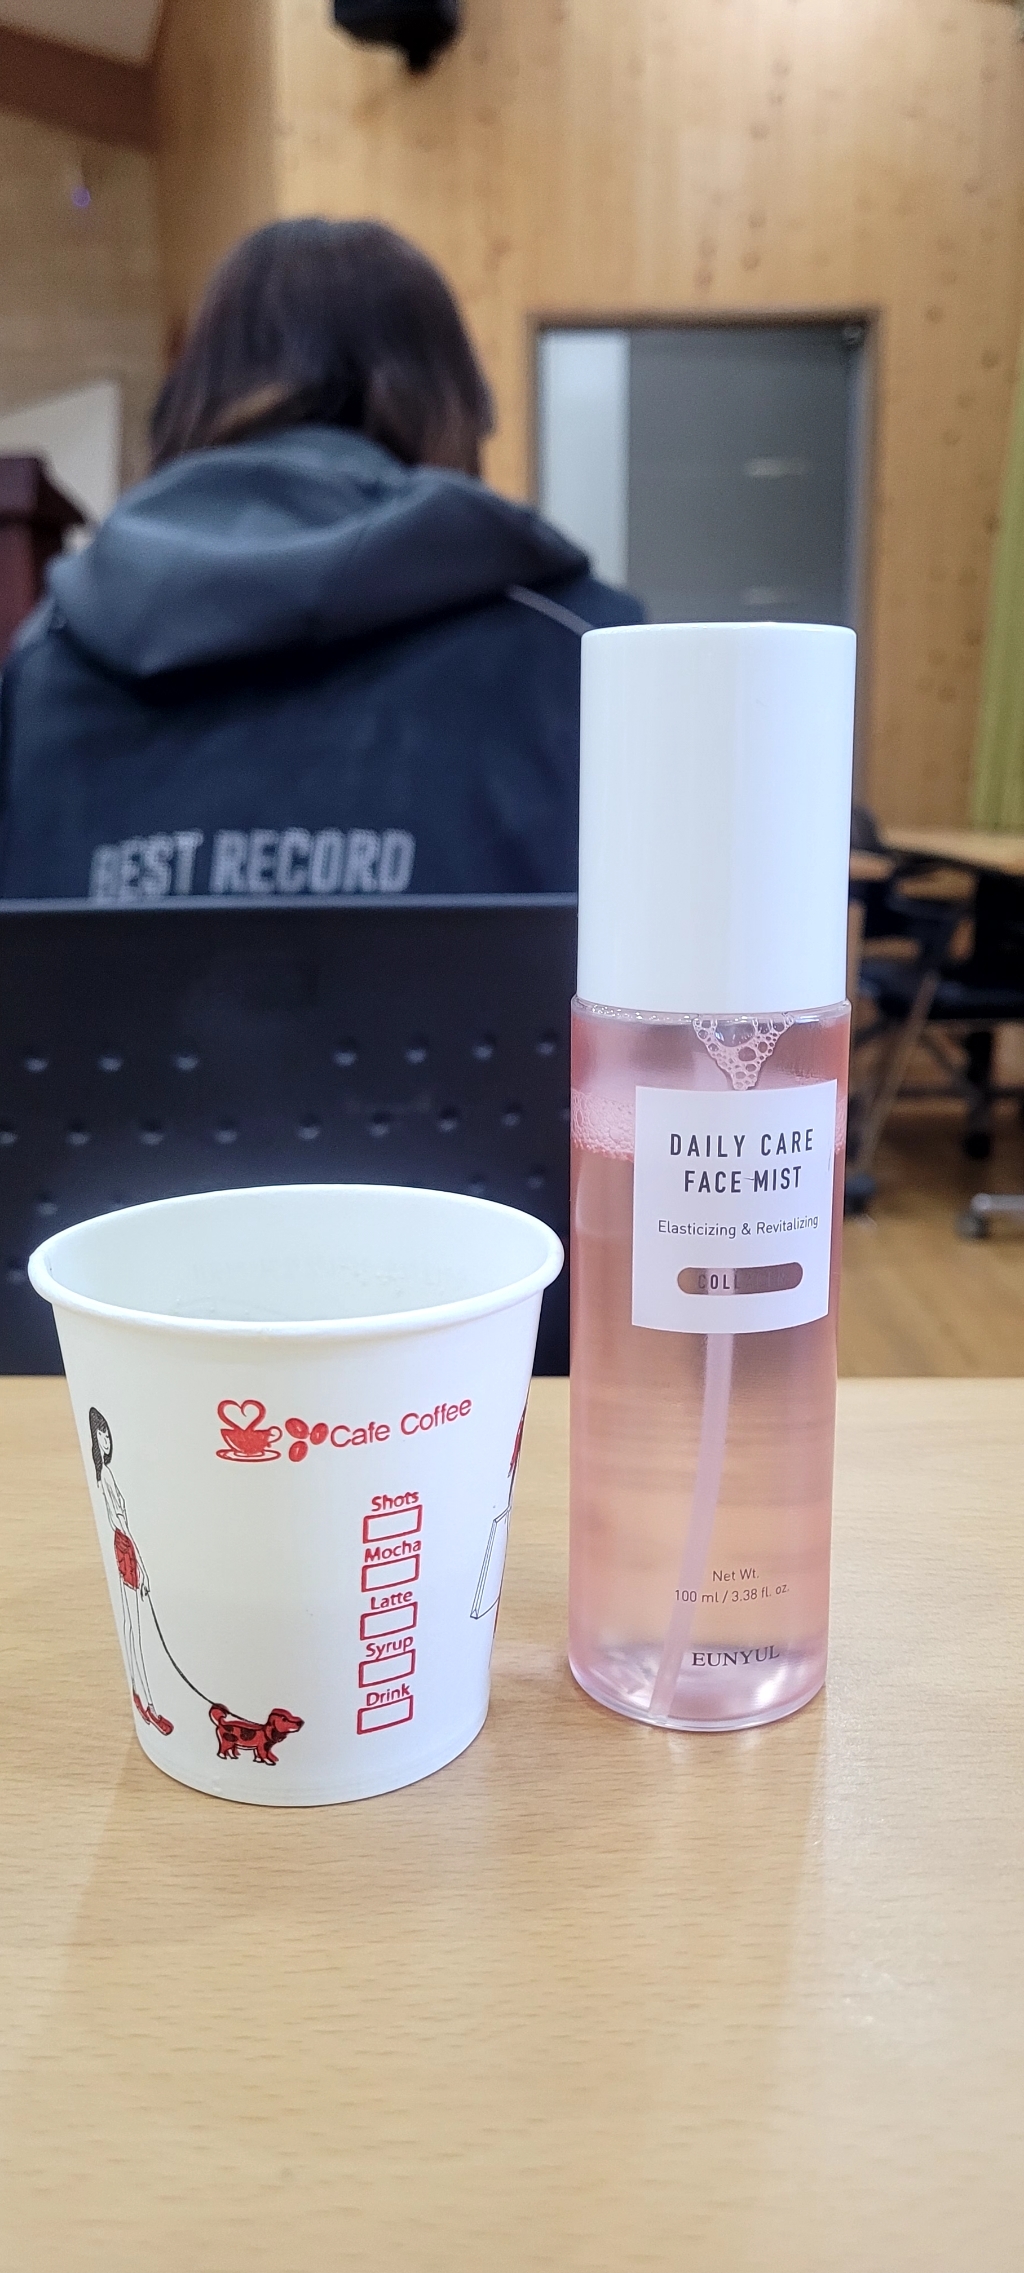 BEST RECORD
DAILY CARE
FACE MIST
Elasticizing & Revitalizing
Net Wt.
100 ml / 3.38 fl. oz.
EUNYUL
Cafe Coffee
Shots
Mocha
Latte
Syrup
Drink